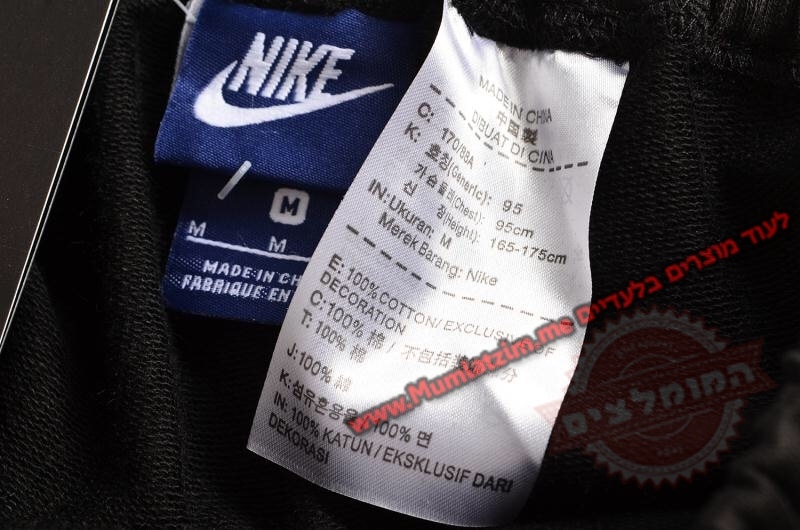 NIKE
M
M
M
MADE IN CH
FABRIQUE EN
MADE IN CHINA
中国製
DIBUAT DI CINA
C: 170/88A
K: 호칭(Generic): 95
가슴둘레(Chest): 95cm
신 장(Height): 165-175cm
IN: Ukuran: M
Merek Barang: Nike
E: 100% COTTON/EXCLUSIVE OF
DECORATION
C: 100% 棉 / 不包括 部分
T: 100% 棉
J: 100% 綿
K: 섬유혼용율 100% 면
IN: 100% KATUN / EKSKLUSIF DARI
DEKORASI
לעוד מוצרים בלעדיים www.Mumlatzim.me
המומלצים